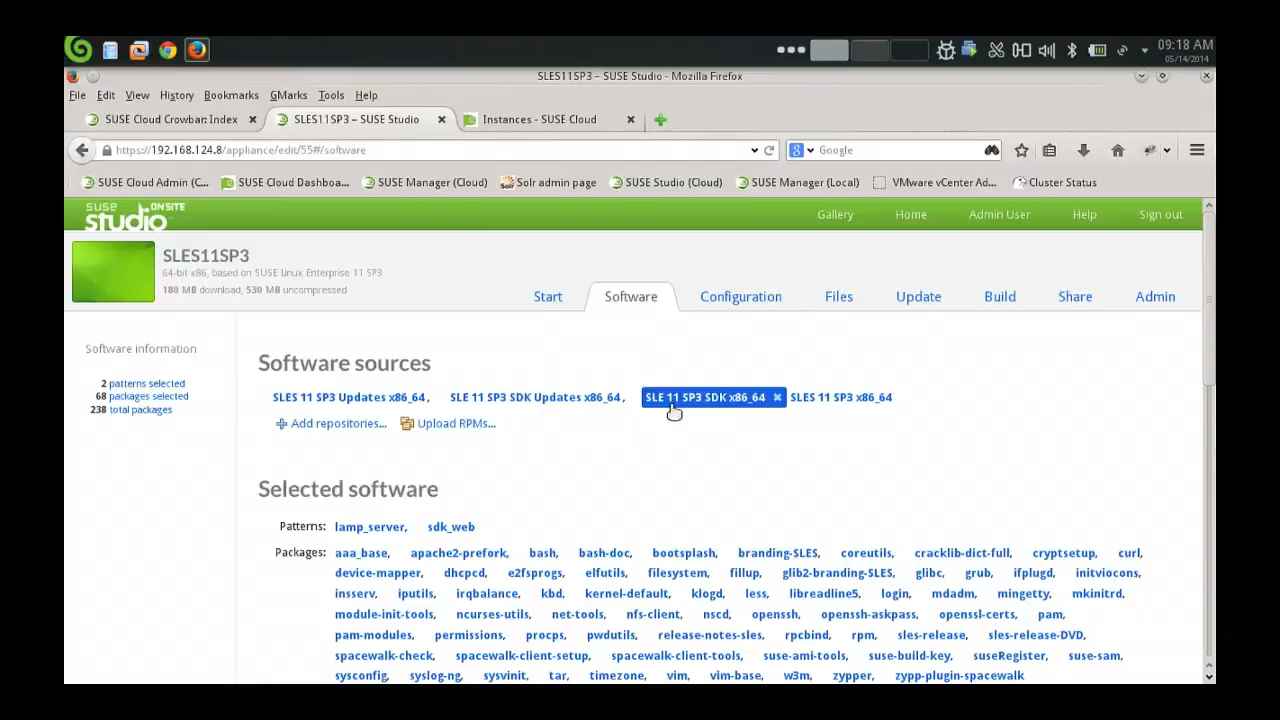 09:18 AM
05/14/2014
SLES11SP3 – SUSE Studio - Mozilla Firefox
File Edit View History Bookmarks GMarks Tools Help
SUSE Cloud Crowbar: Index SLES11SP3 – SUSE Studio Instances - SUSE Cloud
https://192.168.124.8/appliance/edit/55#/software Google
SUSE Cloud Admin (C... SUSE Cloud Dashboa... SUSE Manager (Cloud) Solr admin page SUSE Studio (Cloud) SUSE Manager (Local) VMware vCenter Ad... Cluster Status
suse ONSITE
studio
Gallery Home Admin User Help Sign out
SLES11SP3
64-bit x86, based on SUSE Linux Enterprise 11 SP3
180 MB download, 530 MB uncompressed
Start Software Configuration Files Update Build Share Admin
Software information
2 patterns selected
68 packages selected
238 total packages
Software sources
SLES 11 SP3 Updates x86_64, SLE 11 SP3 SDK Updates x86_64, SLE 11 SP3 SDK x86_64 SLES 11 SP3 x86_64
Add repositories... Upload RPMs...
Selected software
Patterns: lamp_server, sdk_web
Packages: aaa_base, apache2-prefork, bash, bash-doc, bootsplash, branding-SLES, coreutils, cracklib-dict-full, cryptsetup, curl,
device-mapper, dhcpcd, e2fsprogs, elfutils, filesystem, fillup, glib2-branding-SLES, glibc, grub, ifplugd, initviocons,
insserv, iputils, irqbalance, kbd, kernel-default, klogd, less, libreadline5, login, mdadm, mingetty, mkinitrd,
module-init-tools, ncurses-utils, net-tools, nfs-client, nscd, openssh, openssh-askpass, openssl-certs, pam,
pam-modules, permissions, procps, pwdutils, release-notes-sles, rpcbind, rpm, sles-release, sles-release-DVD,
spacewalk-check, spacewalk-client-setup, spacewalk-client-tools, suse-ami-tools, suse-build-key, suseRegister, suse-sam,
sysconfig, syslog-ng, sysvinit, tar, timezone, vim, vim-base, w3m, zypper, zypp-plugin-spacewalk